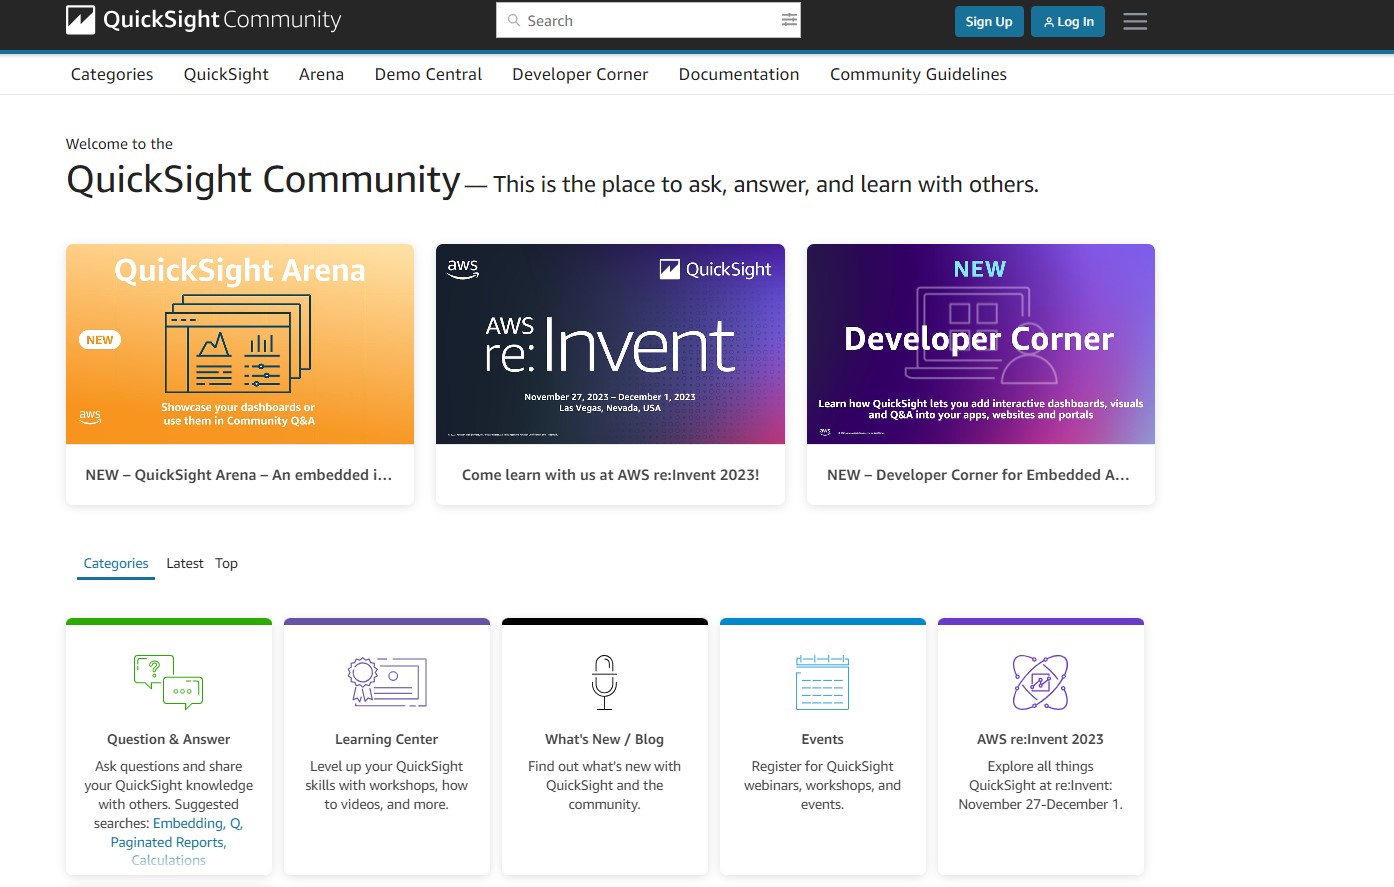 QuickSight Community
Search
Sign Up
Log In
Categories QuickSight Arena Demo Central Developer Corner Documentation Community Guidelines
Welcome to the
QuickSight Community — This is the place to ask, answer, and learn with others.
QuickSight Arena
NEW
Showcase your dashboards or
use them in Community Q&A
aws
NEW – QuickSight Arena – An embedded i...
aws
QuickSight
AWS
re:Invent
November 27, 2023 – December 1, 2023
Las Vegas, Nevada, USA
Come learn with us at AWS re:Invent 2023!
NEW
Developer Corner
Learn how QuickSight lets you add interactive dashboards, visuals
and Q&A into your apps, websites and portals
aws
NEW – Developer Corner for Embedded A...
Categories Latest Top
Question & Answer
Ask questions and share
your QuickSight knowledge
with others. Suggested
searches: Embedding, Q,
Paginated Reports,
Calculations
Learning Center
Level up your QuickSight
skills with workshops, how
to videos, and more.
What's New / Blog
Find out what's new with
QuickSight and the
community.
Events
Register for QuickSight
webinars, workshops, and
events.
AWS re:Invent 2023
Explore all things
QuickSight at re:Invent:
November 27-December 1.